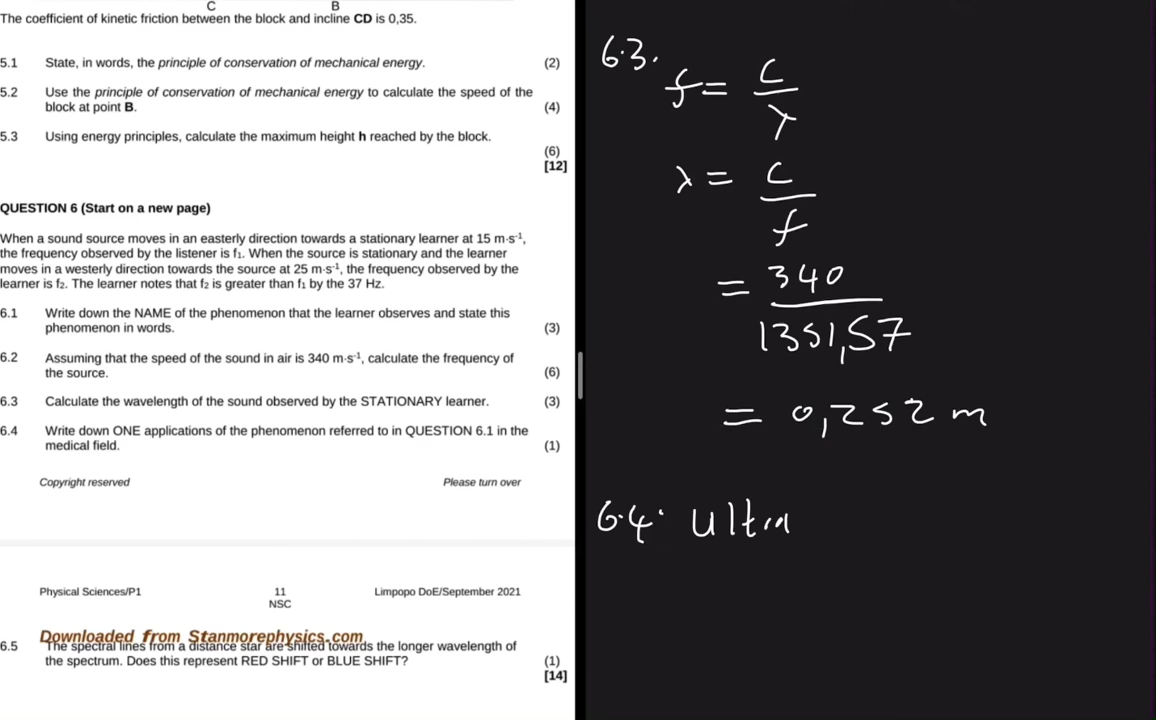 C B
The coefficient of kinetic friction between the block and incline CD is 0,35.
5.1 State, in words, the principle of conservation of mechanical energy. (2)
5.2 Use the principle of conservation of mechanical energy to calculate the speed of the
block at point B. (4)
5.3 Using energy principles, calculate the maximum height h reached by the block.
(6)
[12]
QUESTION 6 (Start on a new page)
When a sound source moves in an easterly direction towards a stationary learner at 15 m·s⁻¹,
the frequency observed by the listener is f₁. When the source is stationary and the learner
moves in a westerly direction towards the source at 25 m·s⁻¹, the frequency observed by the
learner is f₂. The learner notes that f₂ is greater than f₁ by the 37 Hz.
6.1 Write down the NAME of the phenomenon that the learner observes and state this
phenomenon in words. (3)
6.2 Assuming that the speed of the sound in air is 340 m·s⁻¹, calculate the frequency of
the source. (6)
6.3 Calculate the wavelength of the sound observed by the STATIONARY learner. (3)
6.4 Write down ONE applications of the phenomenon referred to in QUESTION 6.1 in the
medical field. (1)
Copyright reserved Please turn over
Physical Sciences/P1 11 Limpopo DoE/September 2021
NSC
Downloaded from Stanmorephysics.com
6.5 The spectral lines from a distance star are shifted towards the longer wavelength of
the spectrum. Does this represent RED SHIFT or BLUE SHIFT? (1)
[14]
6.3.
f = c
λ
λ = c
f
= 340
1351,57
= 0,252 m
6.4. Ultra